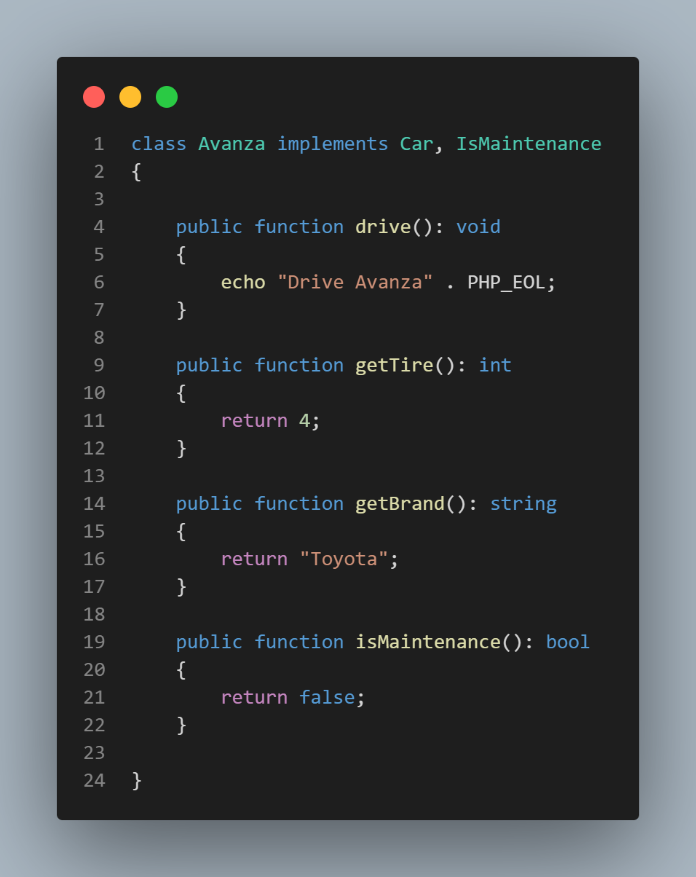 1 class Avanza implements Car, IsMaintenance
2 {
3
4     public function drive(): void
5     {
6         echo "Drive Avanza" . PHP_EOL;
7     }
8
9     public function getTire(): int
10     {
11         return 4;
12     }
13
14     public function getBrand(): string
15     {
16         return "Toyota";
17     }
18
19     public function isMaintenance(): bool
20     {
21         return false;
22     }
23
24 }